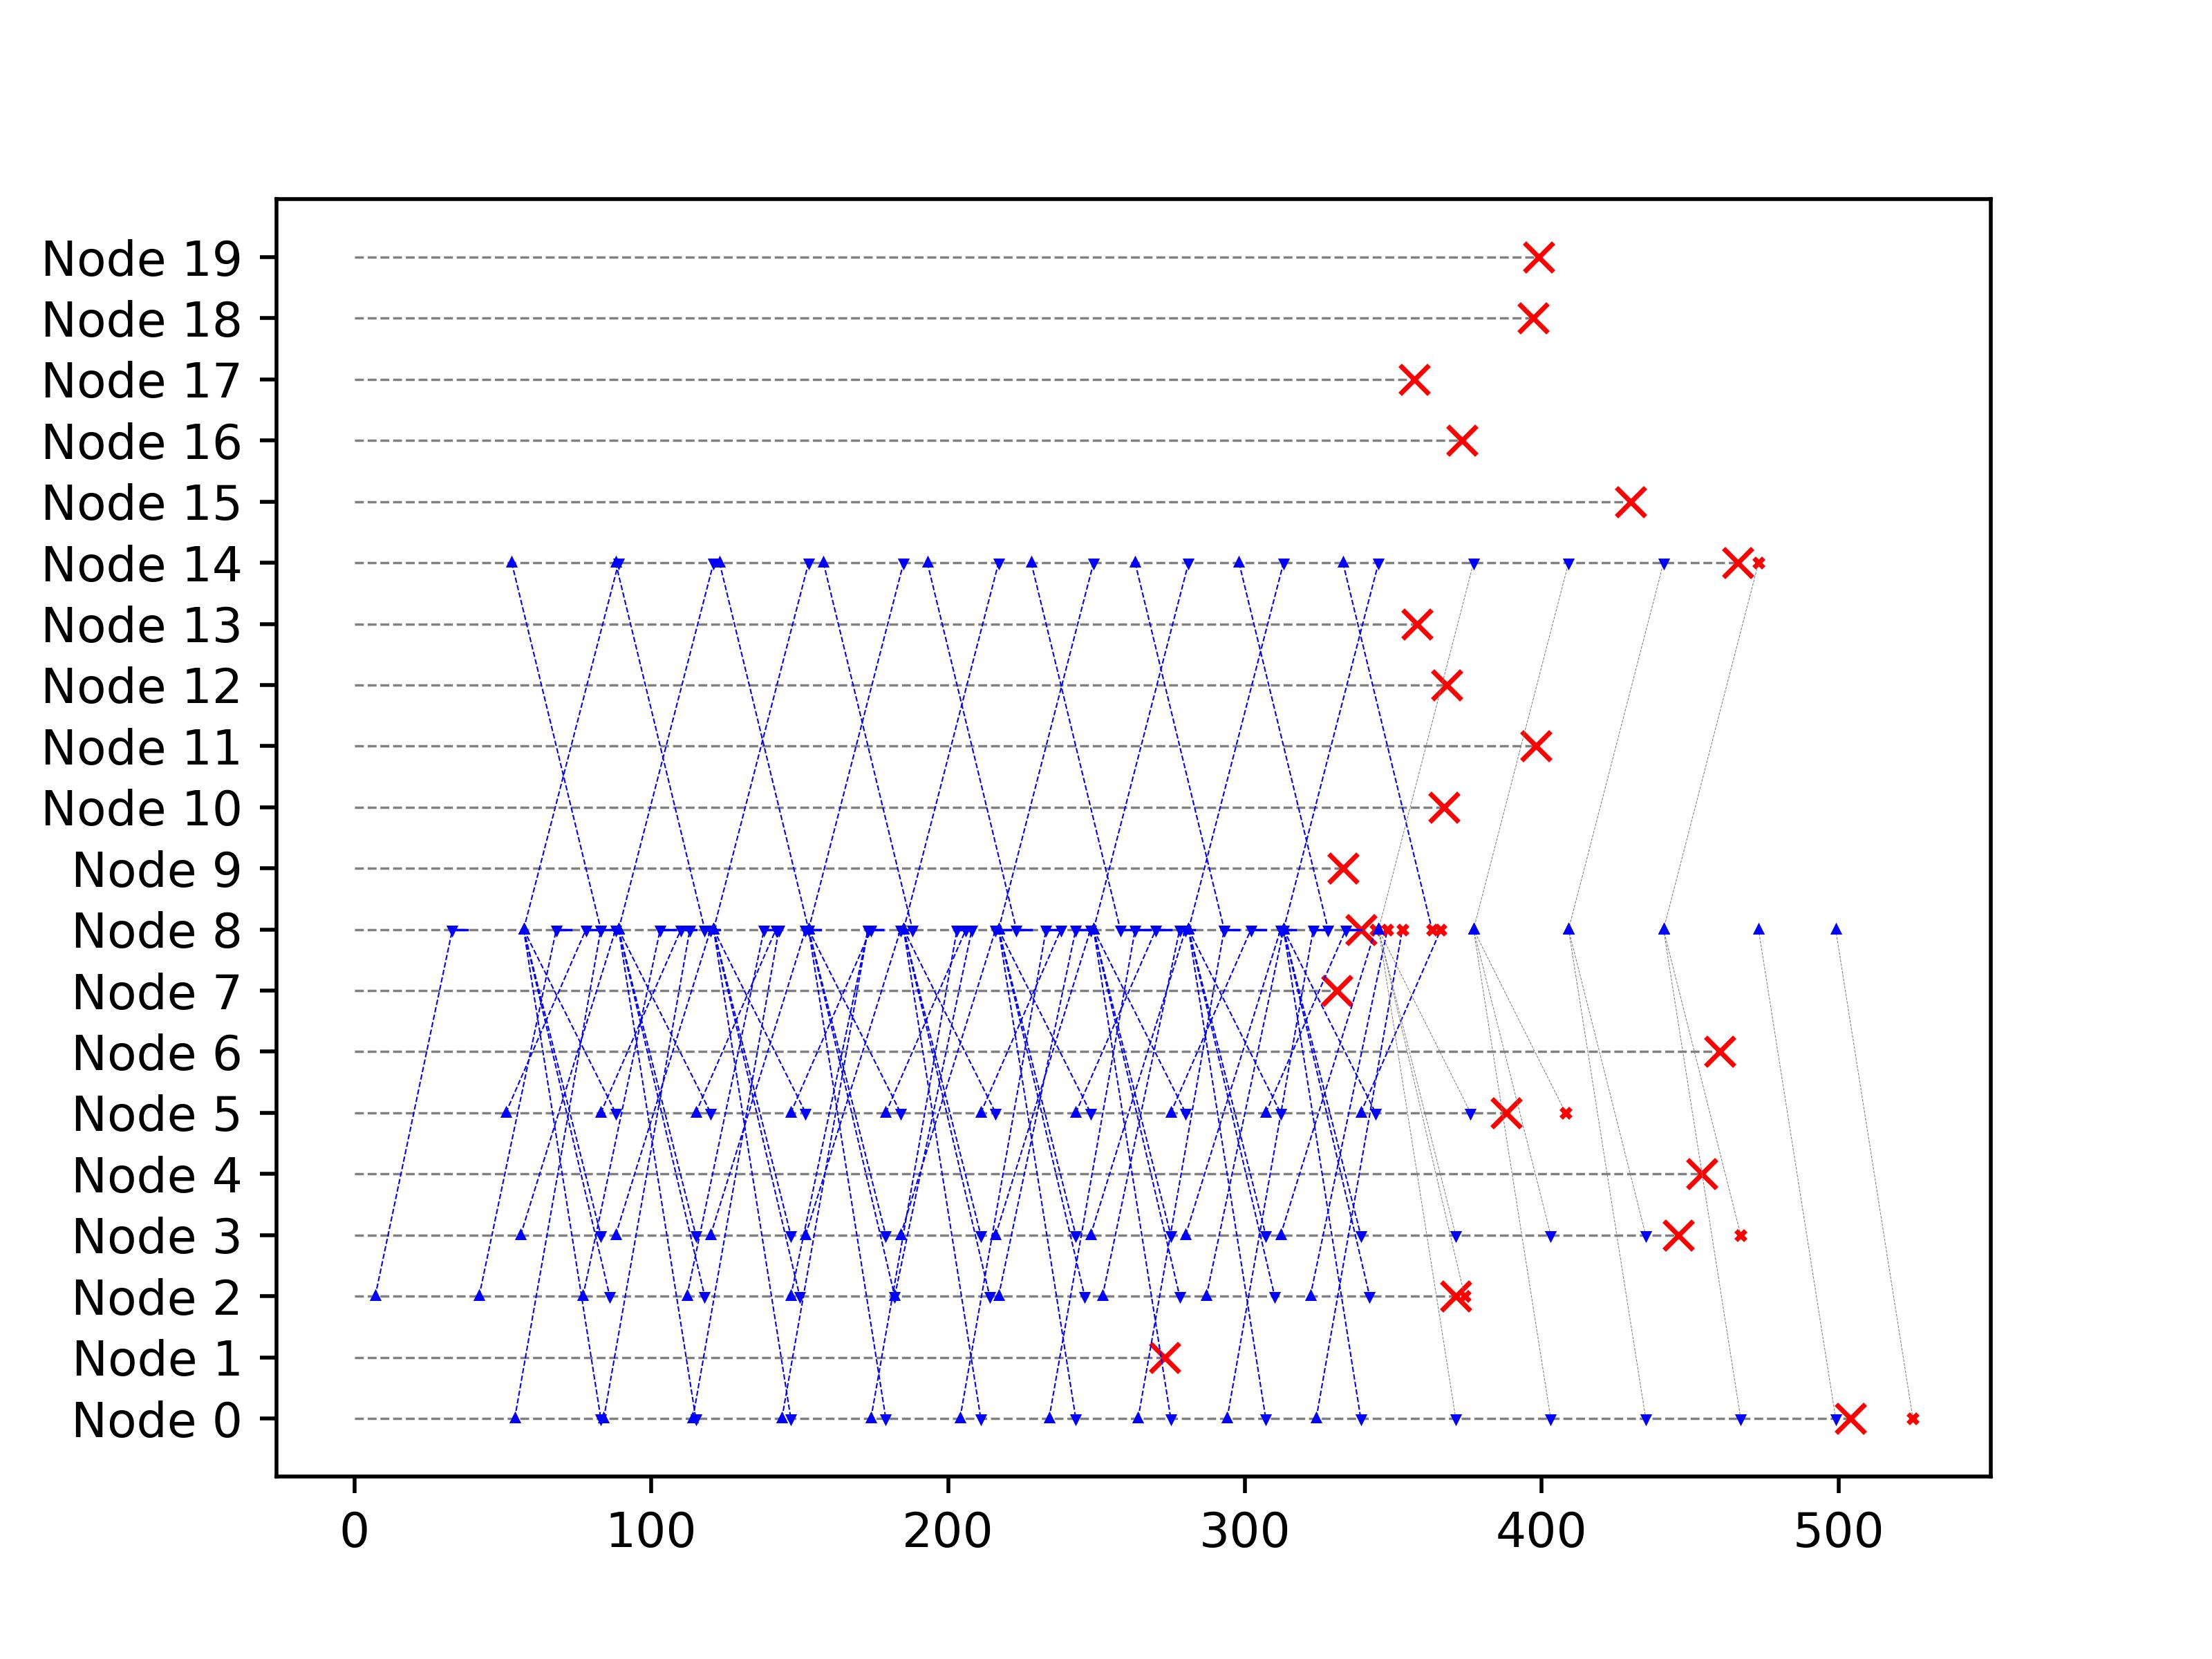 Node 19
Node 18
Node 17
Node 16
Node 15
Node 14
Node 13
Node 12
Node 11
Node 10
Node 9
Node 8
Node 7
Node 6
Node 5
Node 4
Node 3
Node 2
Node 1
Node 0
0 100 200 300 400 500